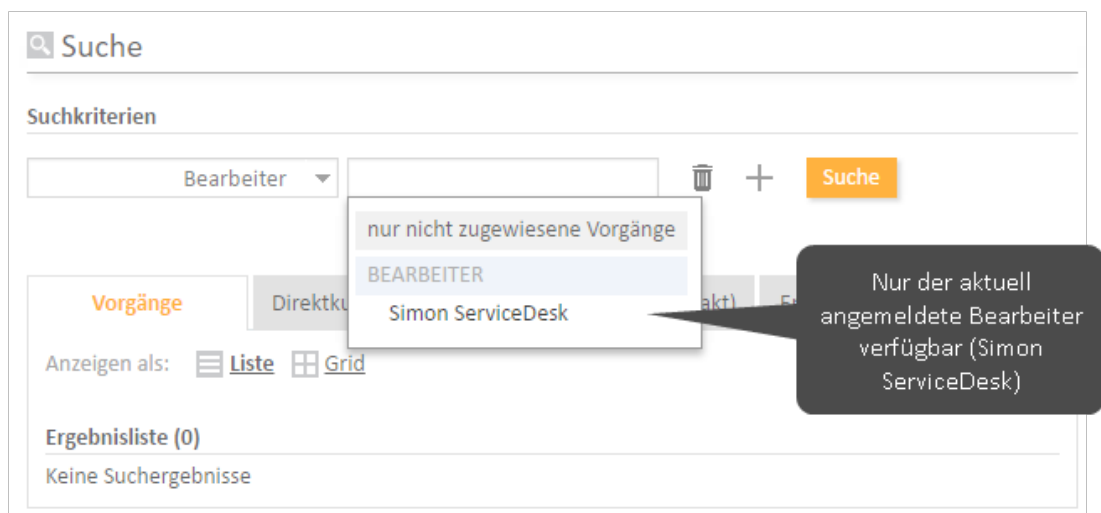 Suche
Suchkriterien
Bearbeiter
Suche
nur nicht zugewiesene Vorgänge
BEARBEITER
Simon ServiceDesk
Vorgänge
Nur der aktuell
angemeldete Bearbeiter
verfügbar (Simon
ServiceDesk)
Anzeigen als: Liste Grid
Ergebnisliste (0)
Keine Suchergebnisse